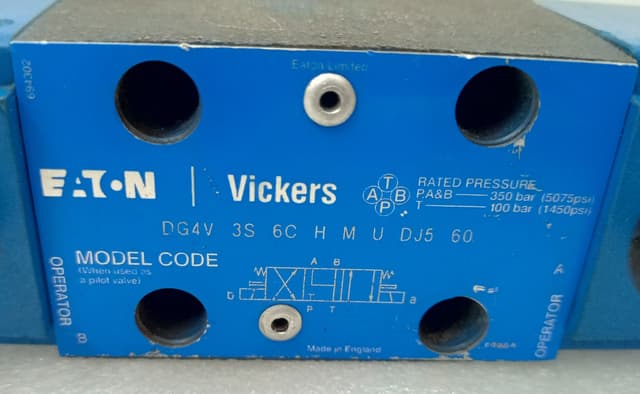 694302
Eaton Limited
EATON | Vickers
T
A B
P
RATED PRESSURE
P,A&B — 350 bar (5075psi)
T — 100 bar (1450psi)
DG4V 3S 6C H M U DJ5 60
MODEL CODE
(When used as
a pilot valve)
A B
b
a
P T
OPERATOR B
OPERATOR A
Made in England